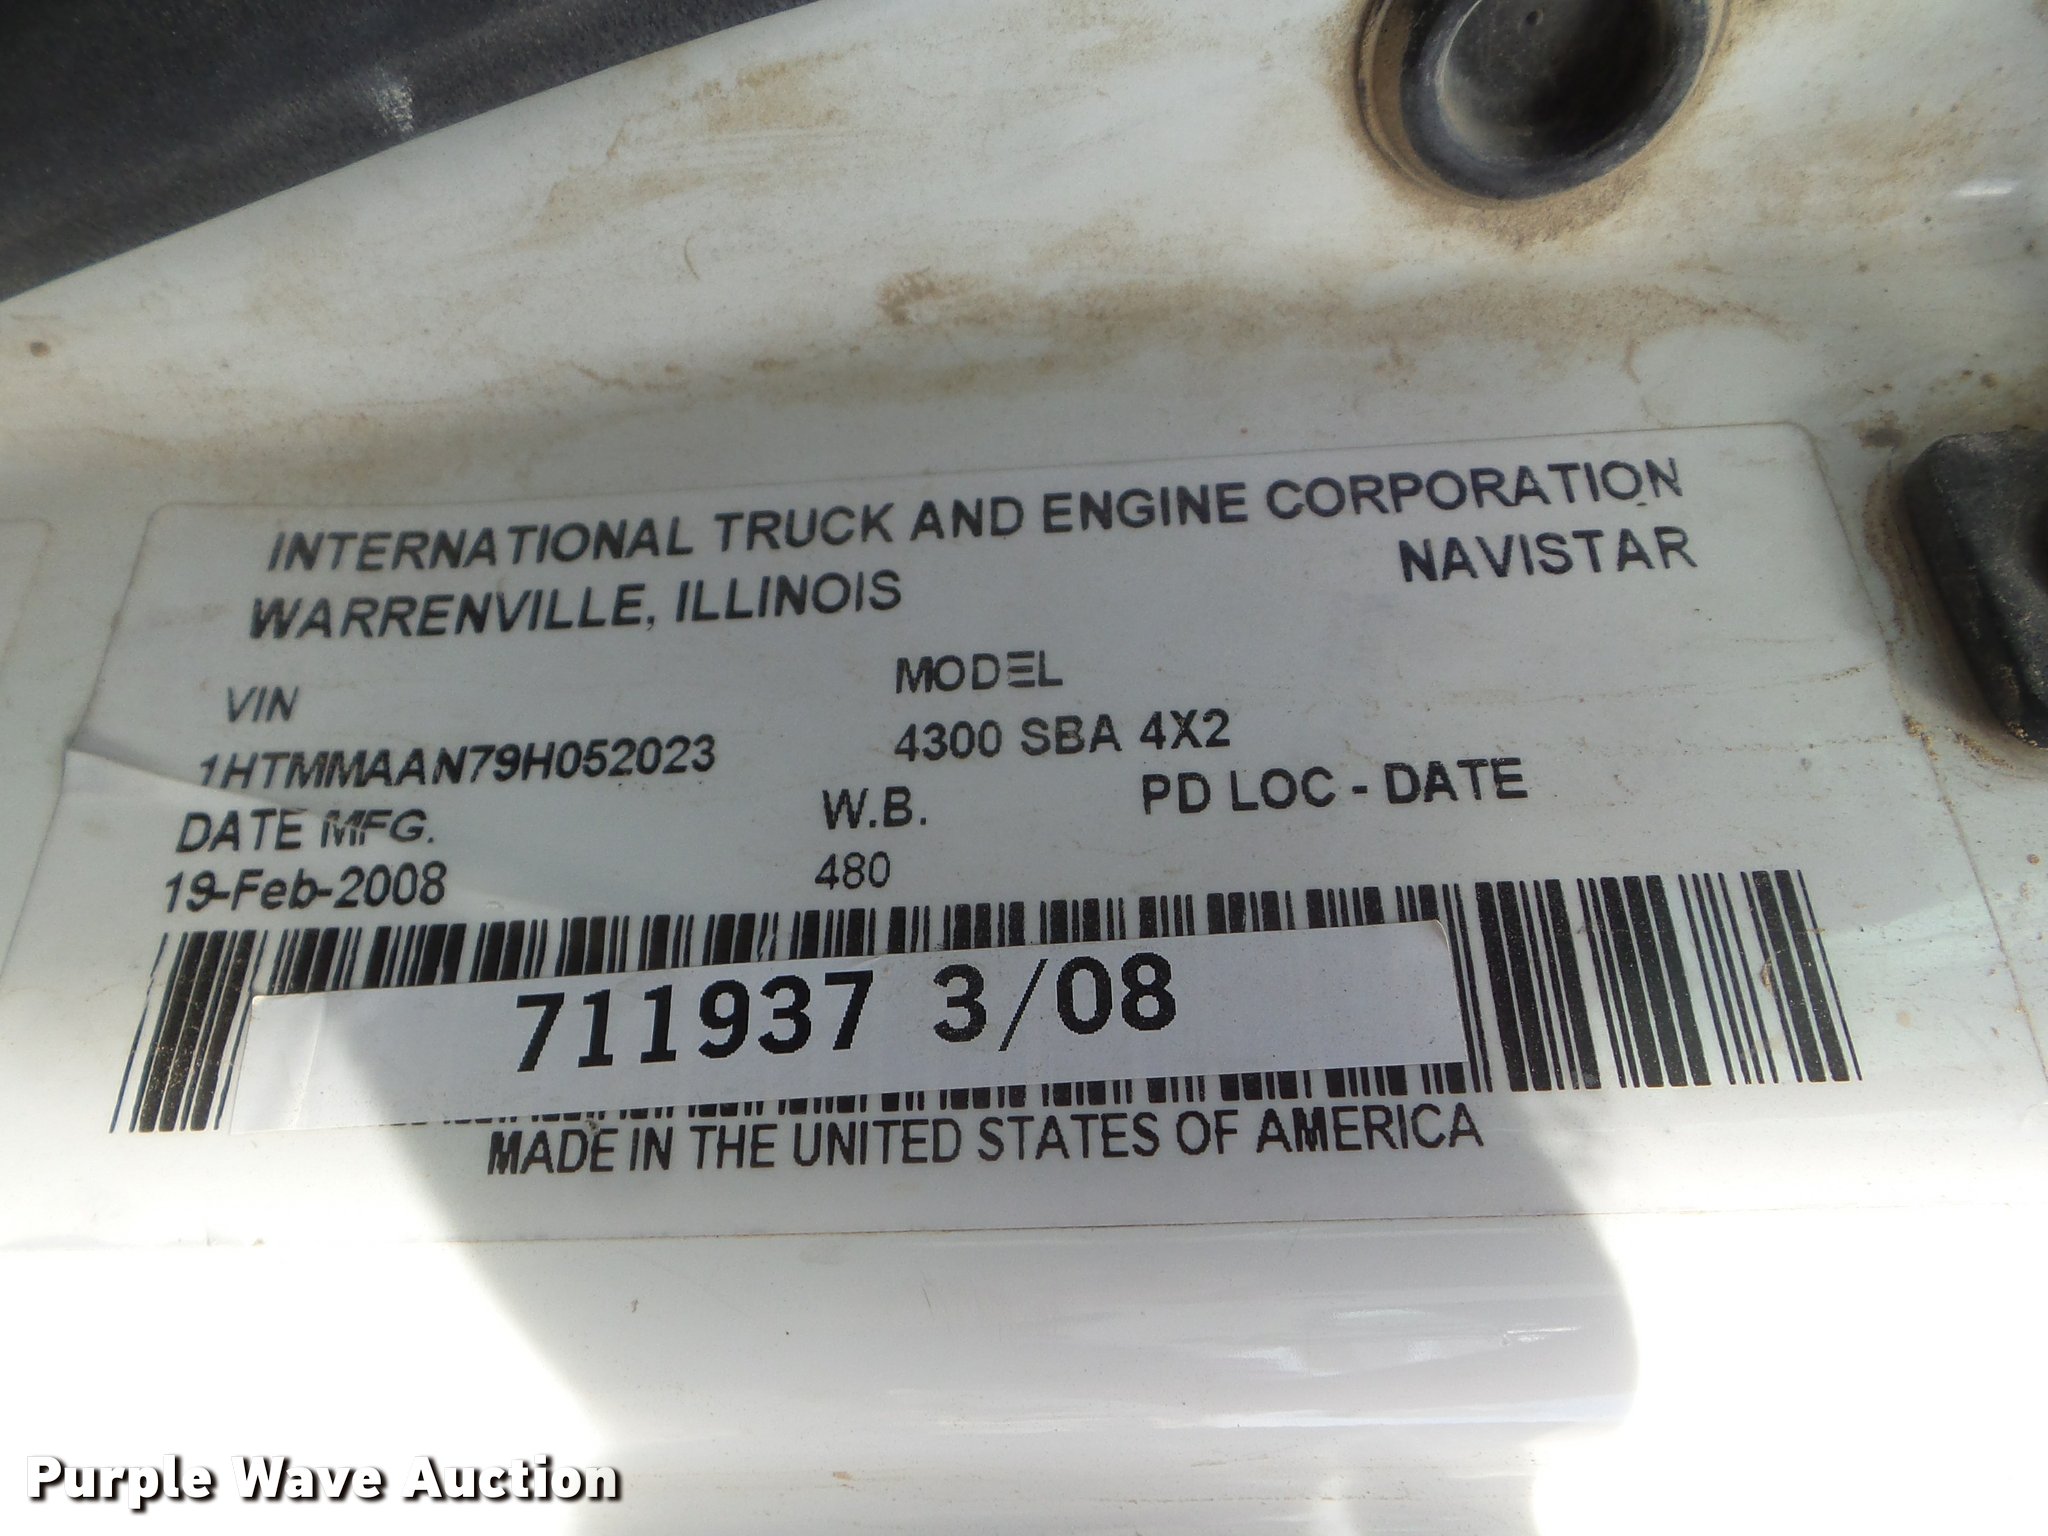 INTERNATIONAL TRUCK AND ENGINE CORPORATION
WARRENVILLE, ILLINOIS NAVISTAR
VIN MODEL
1HTMMAAN79H052023 4300 SBA 4X2
DATE MFG. W.B. PD LOC - DATE
19-Feb-2008 480
711937 3/08
MADE IN THE UNITED STATES OF AMERICA
Purple Wave Auction